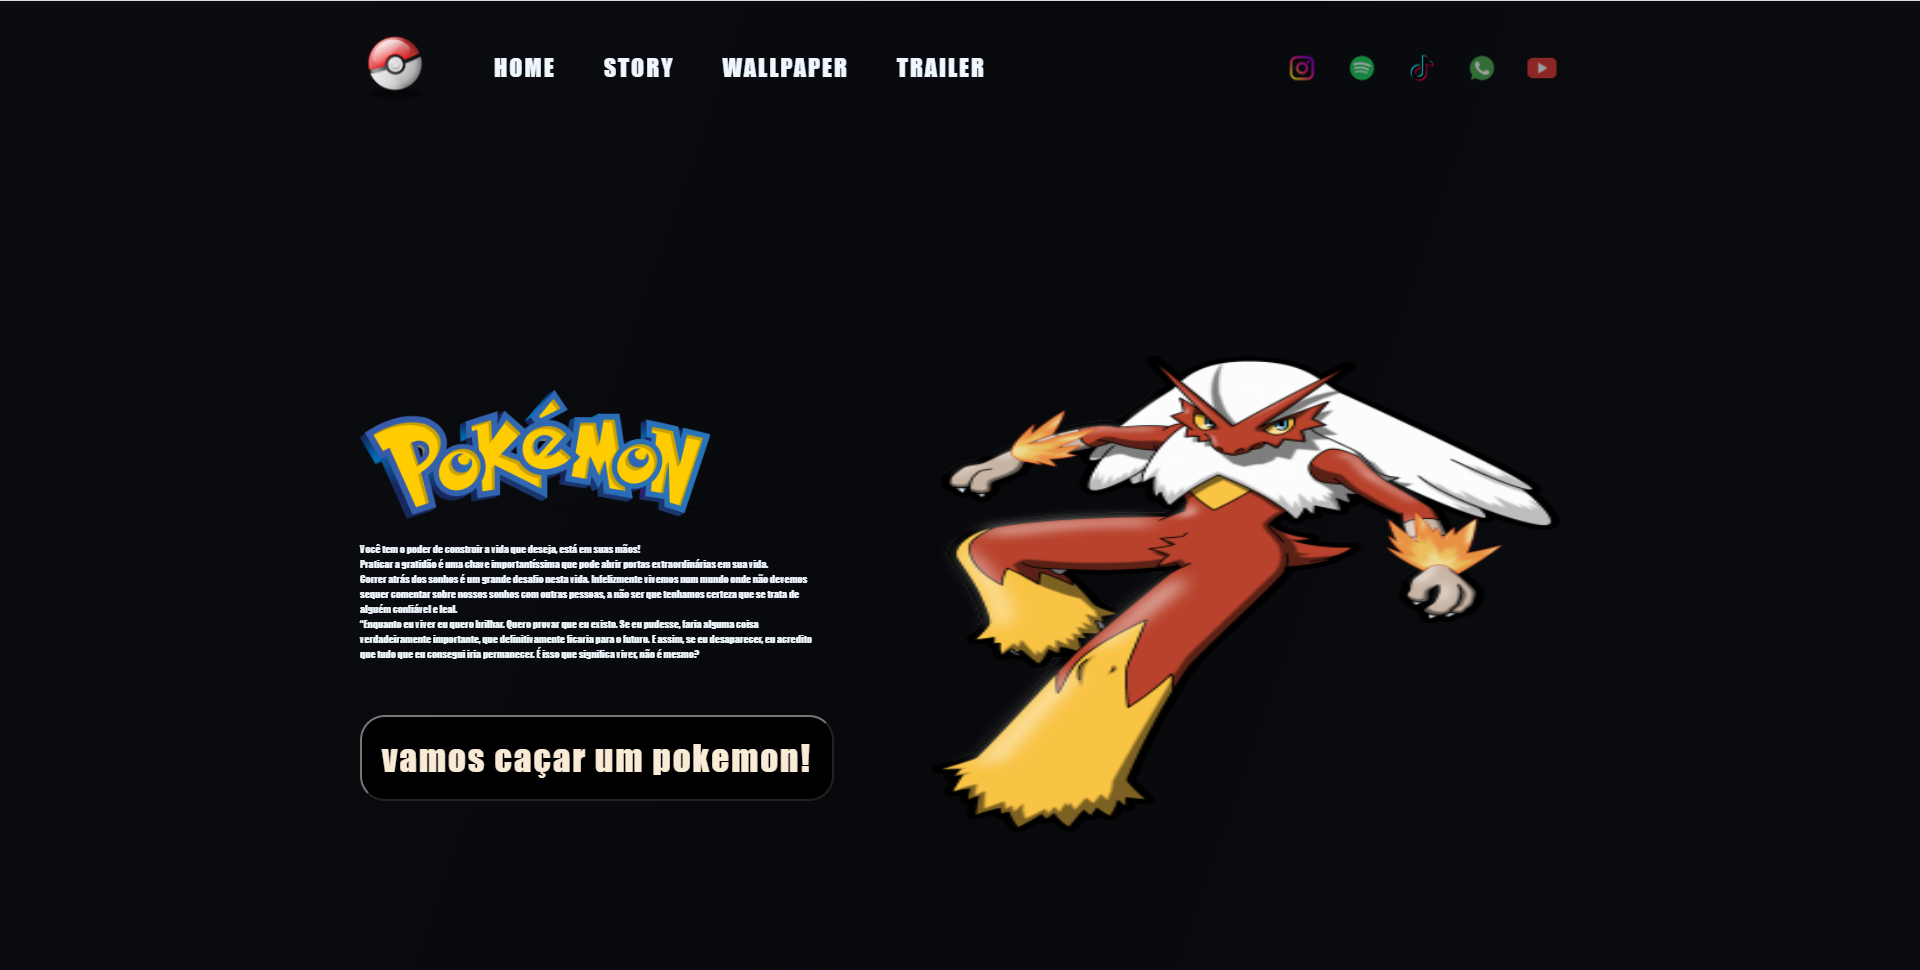 HOME STORY WALLPAPER TRAILER
POKéMON
Você tem o poder de construir a vida que deseja, está em suas mãos!
Praticar a gratidão é uma chave importantíssima que pode abrir portas extraordinárias em sua vida.
Correr atrás dos sonhos é um grande desafio nesta vida. Infelizmente vivemos num mundo onde não devemos
sequer comentar sobre nossos sonhos com outras pessoas, a não ser que tenhamos certeza que se trata de
alguém confiável e leal.
“Enquanto eu viver eu quero brilhar. Quero provar que eu existo. Se eu pudesse, faria alguma coisa
verdadeiramente importante, que definitivamente ficaria para o futuro. E assim, se eu desaparecer, eu acredito
que tudo que eu consegui iria permanecer. É isso que significa viver, não é mesmo?
vamos caçar um pokemon!